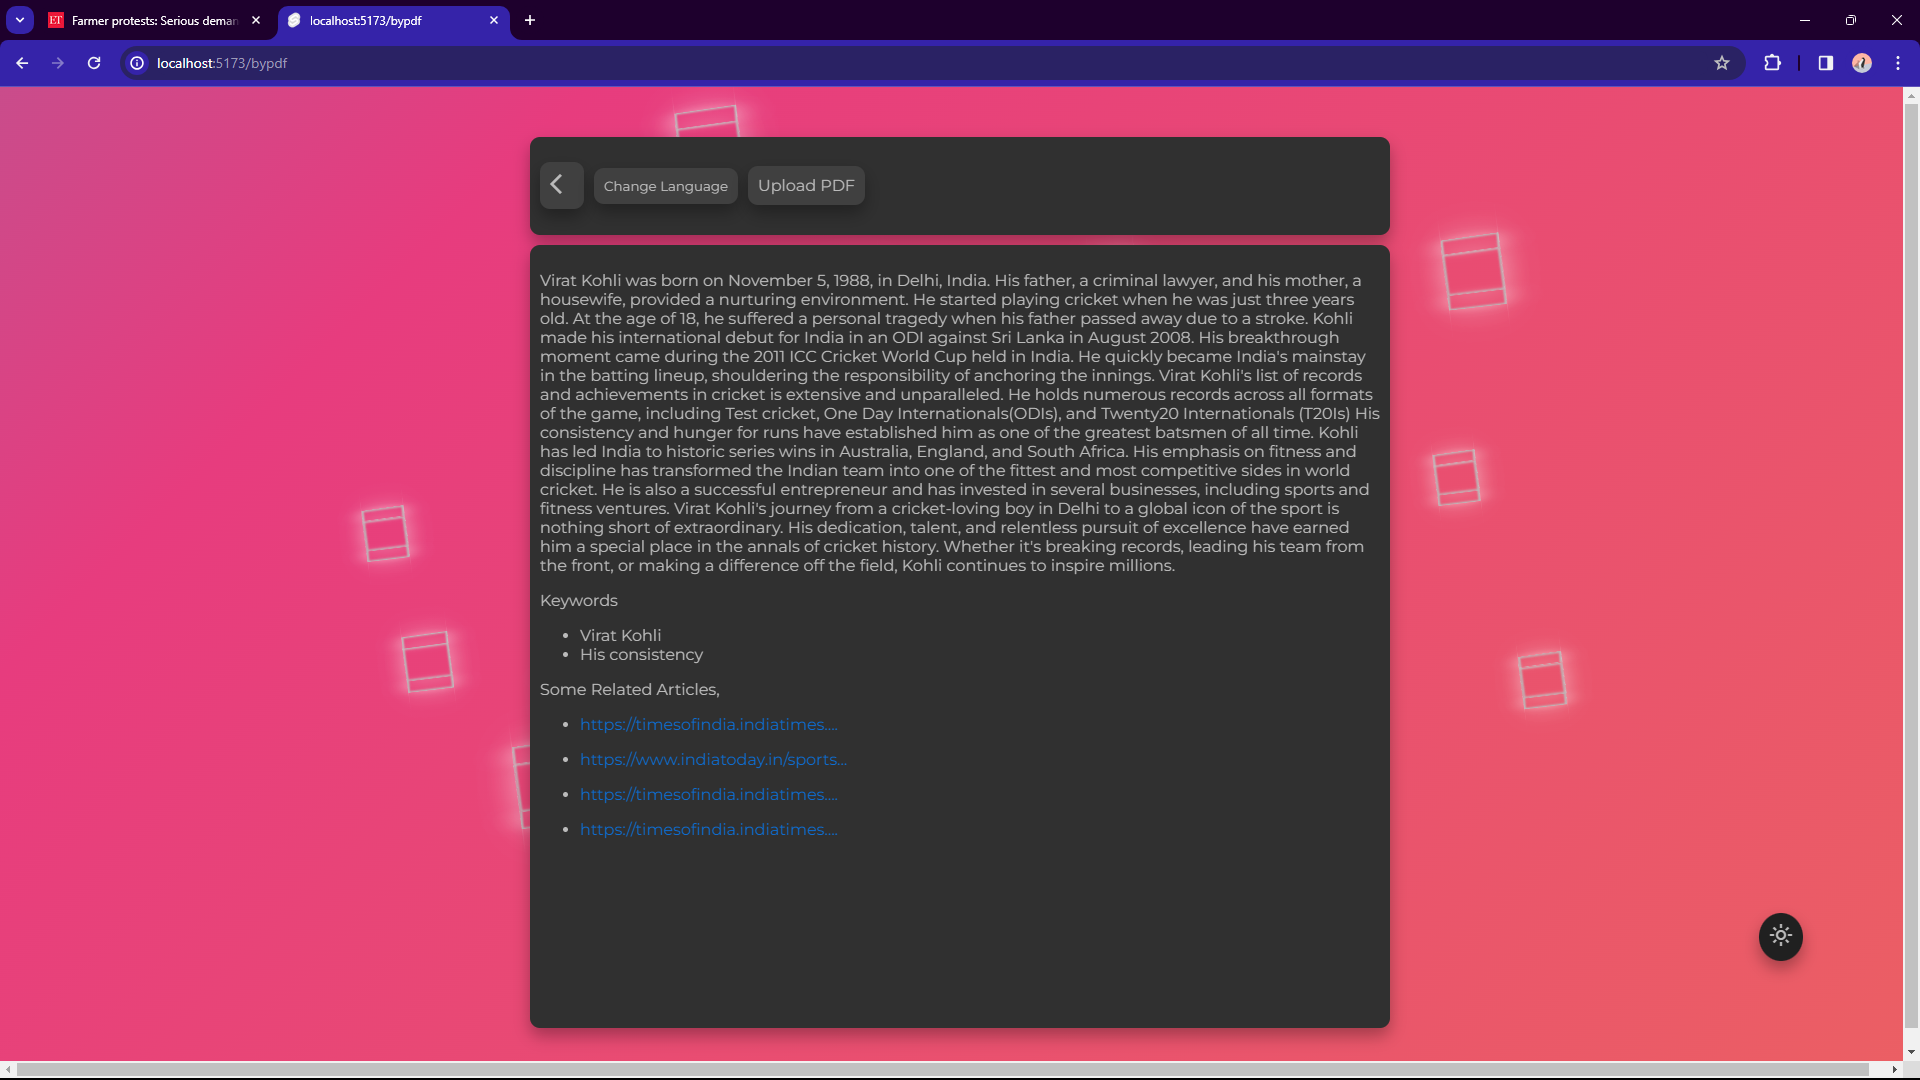 Farmer protests: Serious deman
localhost:5173/bypdf
localhost:5173/bypdf
Change Language
Upload PDF
Virat Kohli was born on November 5, 1988, in Delhi, India. His father, a criminal lawyer, and his mother, a
housewife, provided a nurturing environment. He started playing cricket when he was just three years
old. At the age of 18, he suffered a personal tragedy when his father passed away due to a stroke. Kohli
made his international debut for India in an ODI against Sri Lanka in August 2008. His breakthrough
moment came during the 2011 ICC Cricket World Cup held in India. He quickly became India's mainstay
in the batting lineup, shouldering the responsibility of anchoring the innings. Virat Kohli's list of records
and achievements in cricket is extensive and unparalleled. He holds numerous records across all formats
of the game, including Test cricket, One Day Internationals(ODIs), and Twenty20 Internationals (T20Is) His
consistency and hunger for runs have established him as one of the greatest batsmen of all time. Kohli
has led India to historic series wins in Australia, England, and South Africa. His emphasis on fitness and
discipline has transformed the Indian team into one of the fittest and most competitive sides in world
cricket. He is also a successful entrepreneur and has invested in several businesses, including sports and
fitness ventures. Virat Kohli's journey from a cricket-loving boy in Delhi to a global icon of the sport is
nothing short of extraordinary. His dedication, talent, and relentless pursuit of excellence have earned
him a special place in the annals of cricket history. Whether it's breaking records, leading his team from
the front, or making a difference off the field, Kohli continues to inspire millions.
Keywords
• Virat Kohli
• His consistency
Some Related Articles,
• https://timesofindia.indiatimes....
• https://www.indiatoday.in/sports...
• https://timesofindia.indiatimes....
• https://timesofindia.indiatimes....